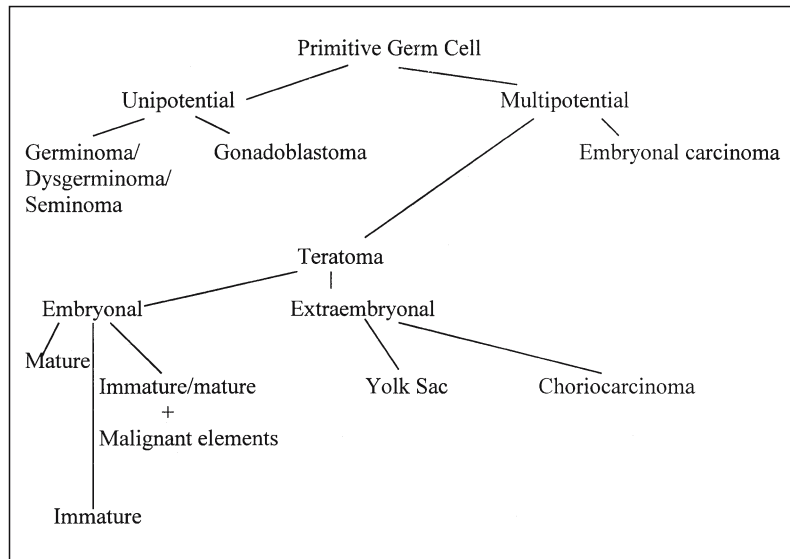 Primitive Germ Cell
Unipotential
Multipotential
Germinoma/
Dysgerminoma/
Seminoma
Gonadoblastoma
Embryonal carcinoma
Teratoma
Embryonal
Extraembryonal
Mature
Immature/mature
+
Malignant elements
Yolk Sac
Choriocarcinoma
Immature